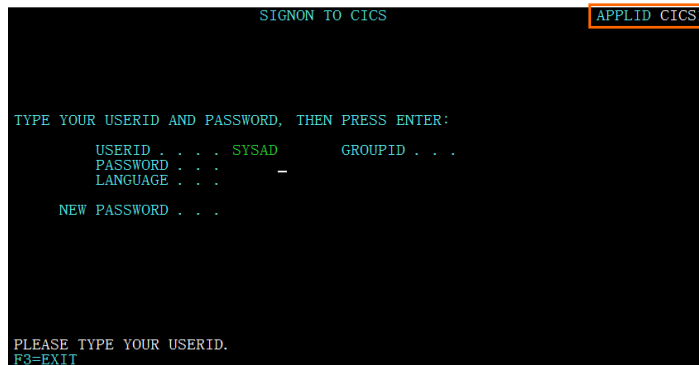 SIGNON TO CICS APPLID CICS
TYPE YOUR USERID AND PASSWORD, THEN PRESS ENTER:
USERID . . . . SYSAD GROUPID . . .
PASSWORD . . .
LANGUAGE . . .
NEW PASSWORD . . .
PLEASE TYPE YOUR USERID.
F3=EXIT